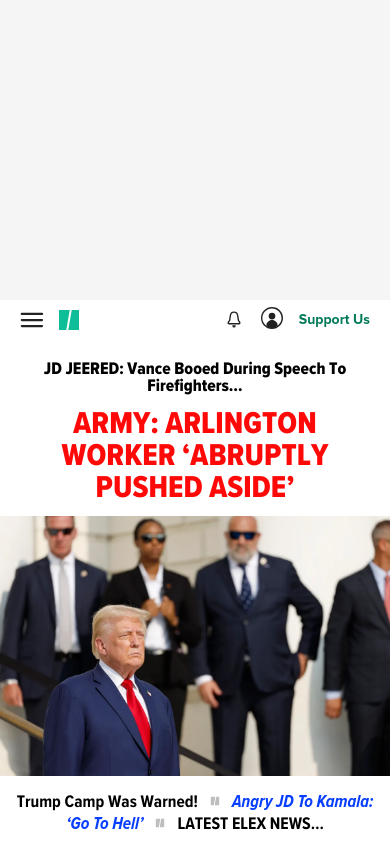 Support Us
JD JEERED: Vance Booed During Speech To
Firefighters...
ARMY: ARLINGTON
WORKER ‘ABRUPTLY
PUSHED ASIDE’
Trump Camp Was Warned! Angry JD To Kamala:
‘Go To Hell’ LATEST ELEX NEWS...